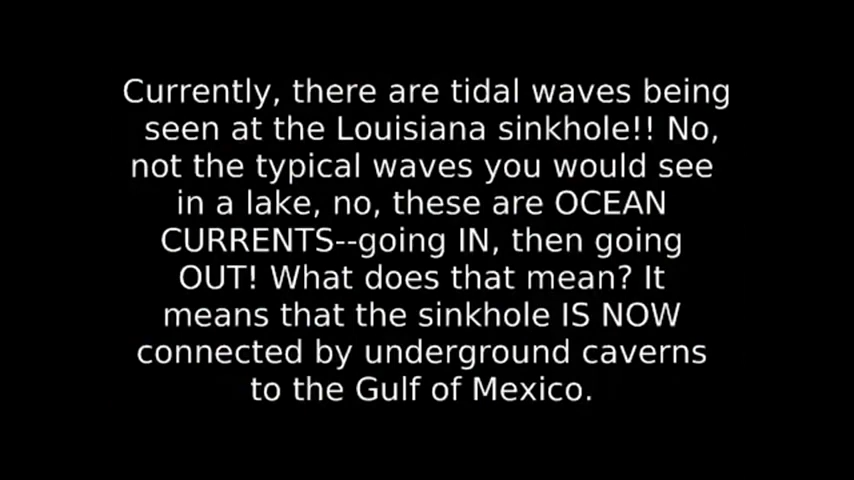 Currently, there are tidal waves being
seen at the Louisiana sinkhole!! No,
not the typical waves you would see
in a lake, no, these are OCEAN
CURRENTS--going IN, then going
OUT! What does that mean? It
means that the sinkhole IS NOW
connected by underground caverns
to the Gulf of Mexico.